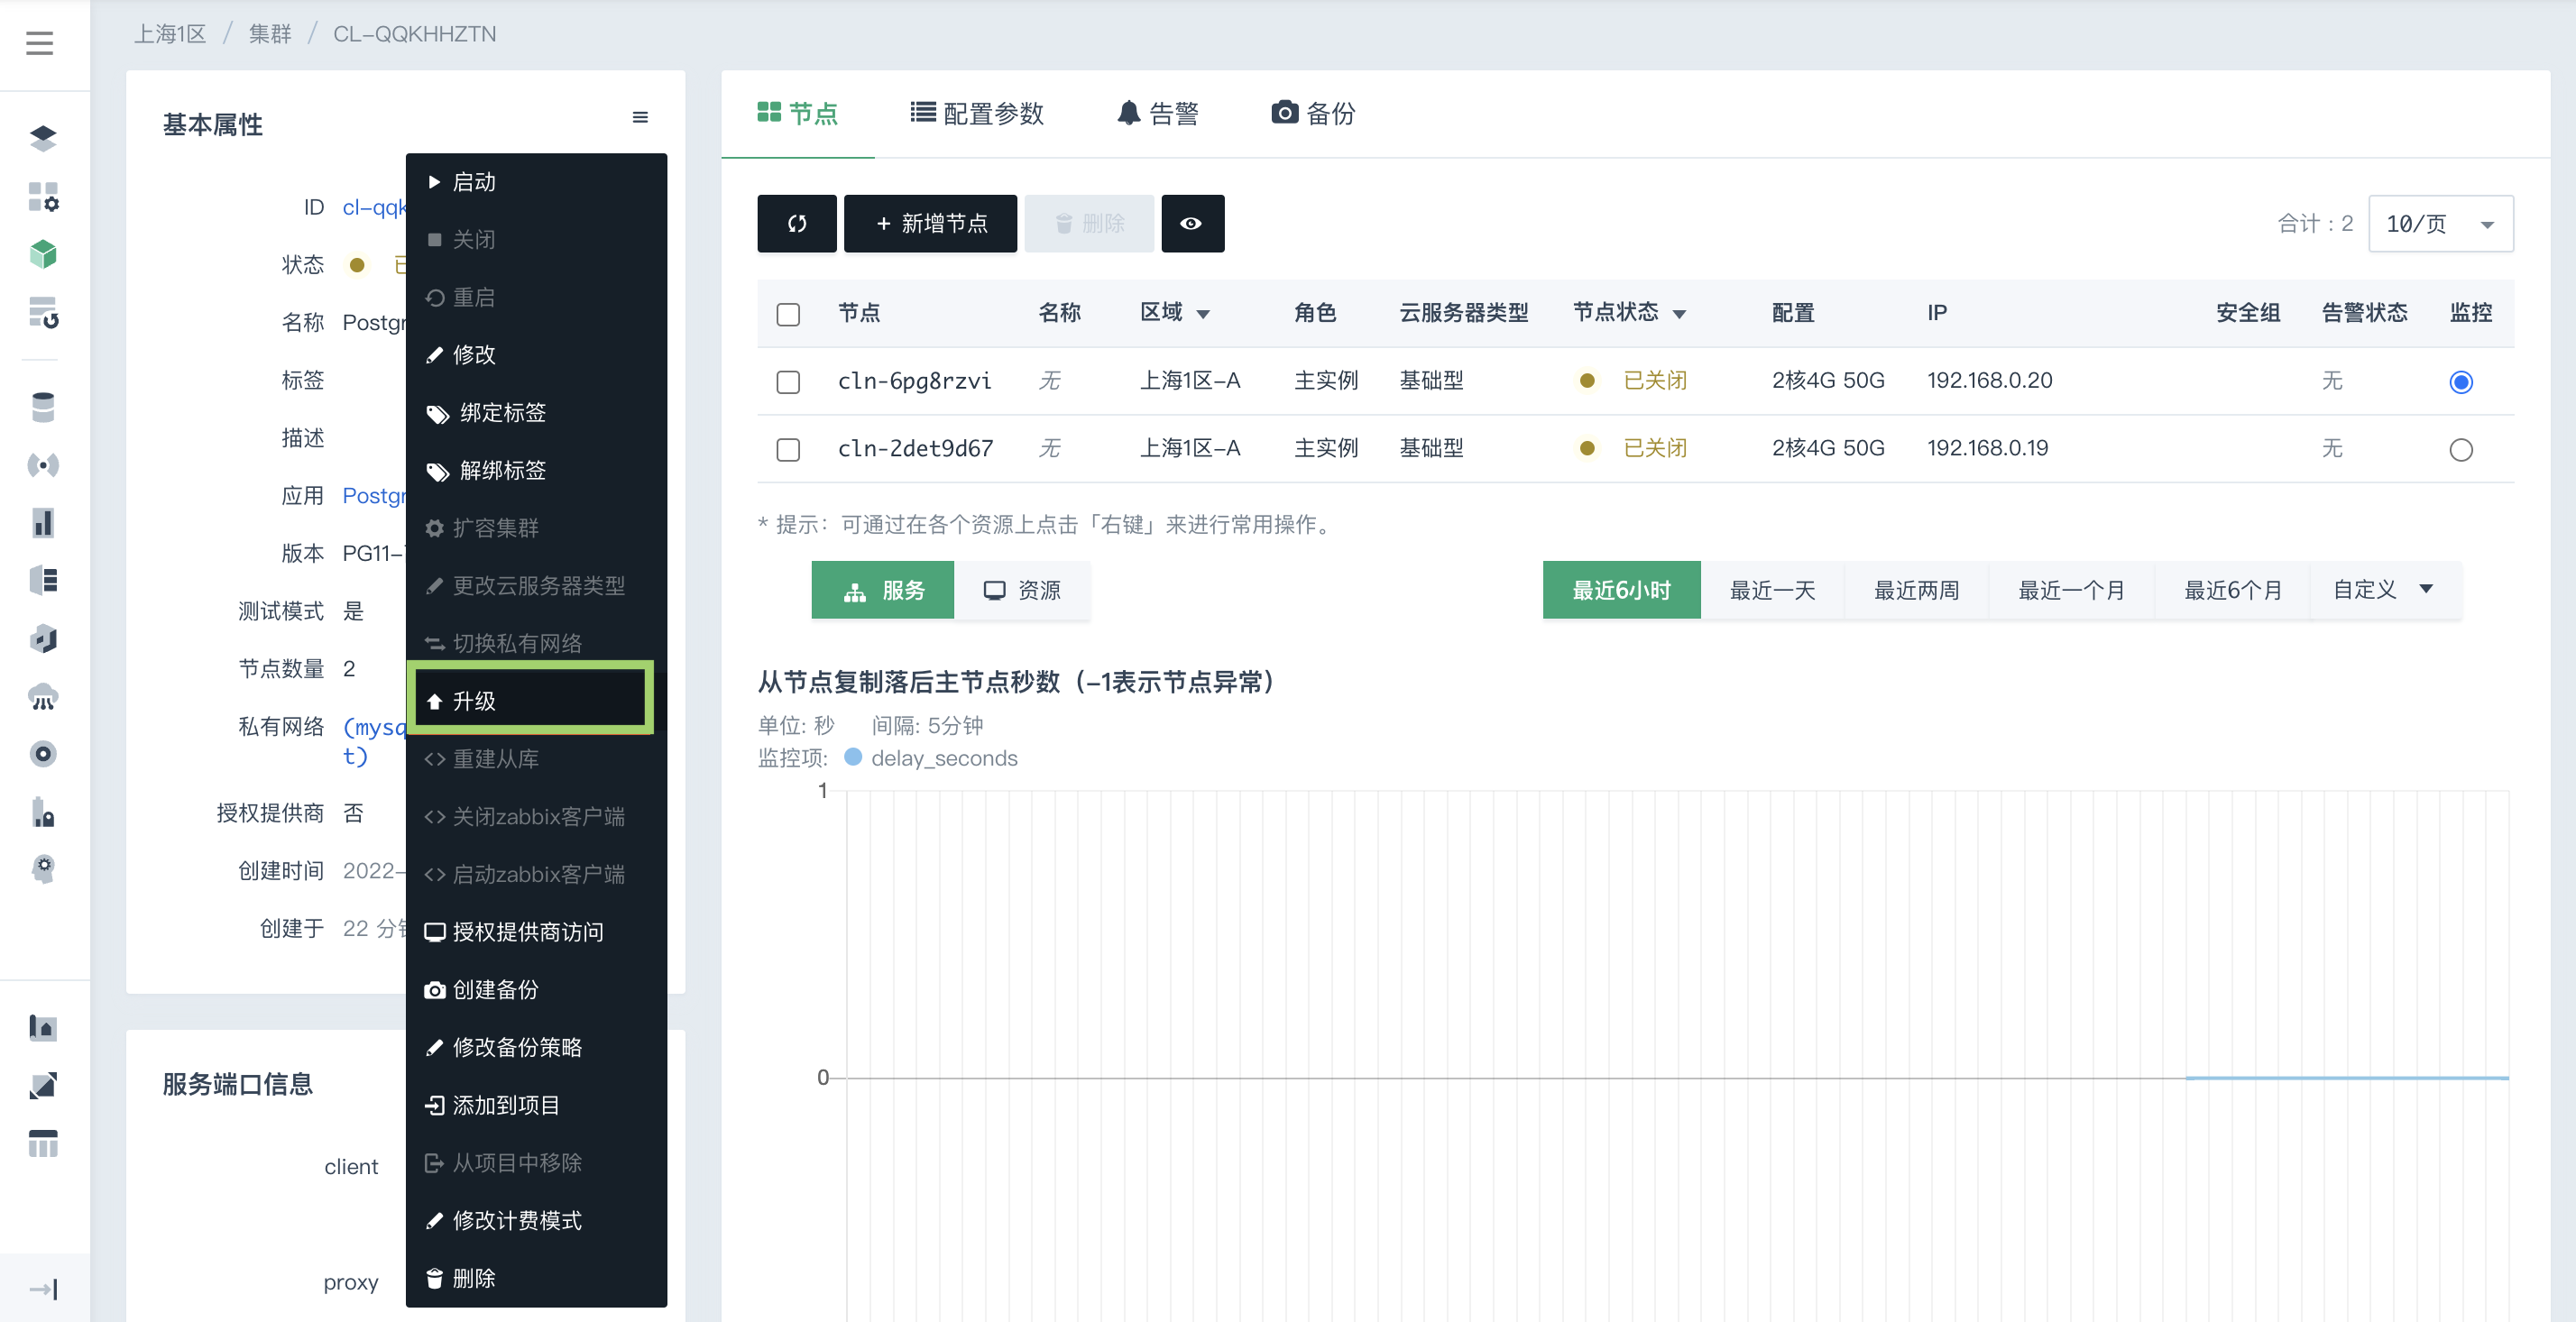 上海1区 / 集群 / CL-QQKHHZTN
基本属性
ID cl-qqk
状态
名称 Postgr
标签
描述
应用 Postgr
版本 PG11-
测试模式 是
节点数量 2
私有网络 (mysq
t)
授权提供商 否
创建时间 2022-
创建于 22 分
启动
关闭
重启
修改
绑定标签
解绑标签
扩容集群
更改云服务器类型
切换私有网络
升级
重建从库
关闭zabbix客户端
启动zabbix客户端
授权提供商访问
创建备份
修改备份策略
添加到项目
从项目中移除
修改计费模式
删除
服务端口信息
client
proxy
节点 配置参数 告警 备份
+ 新增节点 删除 合计：2 10/页
节点 名称 区域 角色 云服务器类型 节点状态 配置 IP 安全组 告警状态 监控
cln-6pg8rzvi 无 上海1区-A 主实例 基础型 已关闭 2核4G 50G 192.168.0.20 无
cln-2det9d67 无 上海1区-A 主实例 基础型 已关闭 2核4G 50G 192.168.0.19 无
* 提示：可通过在各个资源上点击「右键」来进行常用操作。
服务 资源 最近6小时 最近一天 最近两周 最近一个月 最近6个月 自定义
从节点复制落后主节点秒数（-1表示节点异常）
单位: 秒 间隔: 5分钟
监控项: delay_seconds
1
0